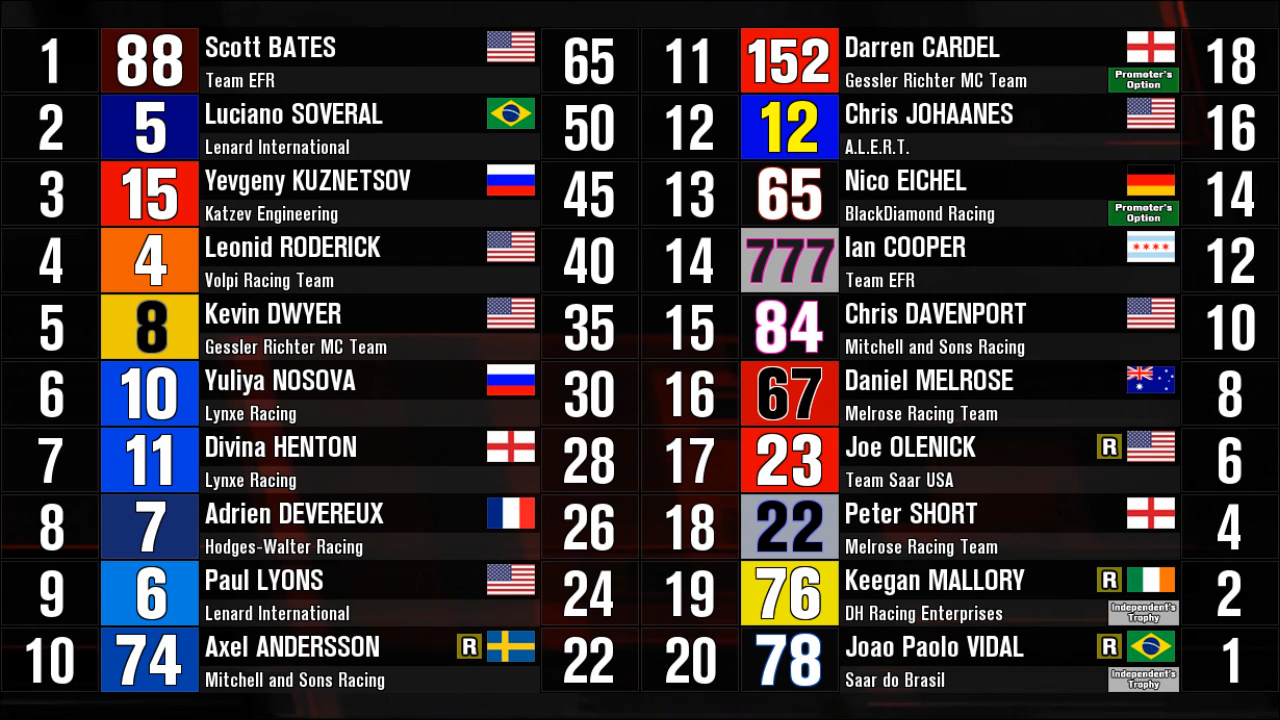 1 88 Scott BATES 65
Team EFR
2 5 Luciano SOVERAL 50
Lenard International
3 15 Yevgeny KUZNETSOV 45
Katzev Engineering
4 4 Leonid RODERICK 40
Volpi Racing Team
5 8 Kevin DWYER 35
Gessler Richter MC Team
6 10 Yuliya NOSOVA 30
Lynxe Racing
7 11 Divina HENTON 28
Lynxe Racing
8 7 Adrien DEVEREUX 26
Hodges-Walter Racing
9 6 Paul LYONS 24
Lenard International
10 74 Axel ANDERSSON R 22
Mitchell and Sons Racing
11 152 Darren CARDEL 18
Gessler Richter MC Team Promoter's
Option
12 12 Chris JOHAANES 16
A.L.E.R.T.
13 65 Nico EICHEL 14
BlackDiamond Racing Promoter's
Option
14 777 Ian COOPER 12
Team EFR
15 84 Chris DAVENPORT 10
Mitchell and Sons Racing
16 67 Daniel MELROSE 8
Melrose Racing Team
17 23 Joe OLENICK R 6
Team Saar USA
18 22 Peter SHORT 4
Melrose Racing Team
19 76 Keegan MALLORY R 2
DH Racing Enterprises Independent's
Trophy
20 78 Joao Paolo VIDAL R 1
Saar do Brasil Independent's
Trophy